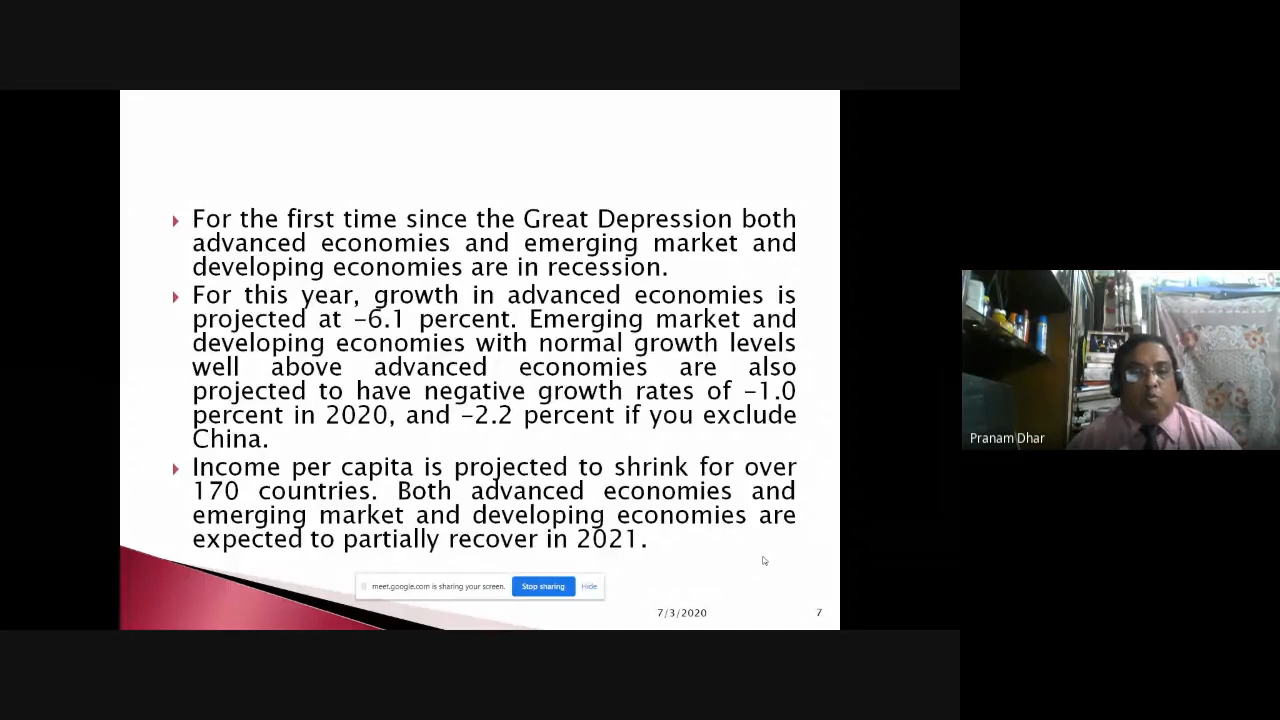 For the first time since the Great Depression both
advanced economies and emerging market and
developing economies are in recession.
For this year, growth in advanced economies is
projected at -6.1 percent. Emerging market and
developing economies with normal growth levels
well above advanced economies are also
projected to have negative growth rates of -1.0
percent in 2020, and -2.2 percent if you exclude
China.
Income per capita is projected to shrink for over
170 countries. Both advanced economies and
emerging market and developing economies are
expected to partially recover in 2021.
meet.google.com is sharing your screen. Stop sharing Hide
7/3/2020 7
Pranam Dhar